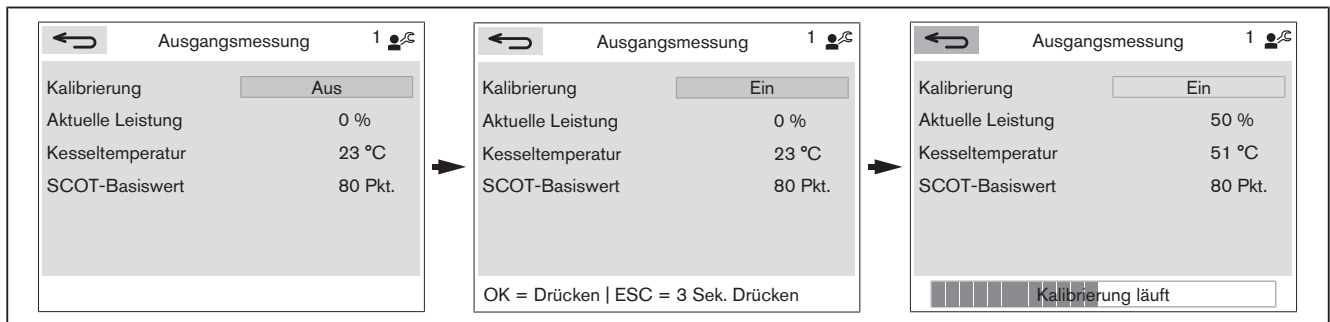 Ausgangsmessung 1
Kalibrierung Aus
Aktuelle Leistung 0 %
Kesseltemperatur 23 °C
SCOT-Basiswert 80 Pkt.
Ausgangsmessung 1
Kalibrierung Ein
Aktuelle Leistung 0 %
Kesseltemperatur 23 °C
SCOT-Basiswert 80 Pkt.
OK = Drücken | ESC = 3 Sek. Drücken
Ausgangsmessung 1
Kalibrierung Ein
Aktuelle Leistung 50 %
Kesseltemperatur 51 °C
SCOT-Basiswert 80 Pkt.
Kalibrierung läuft